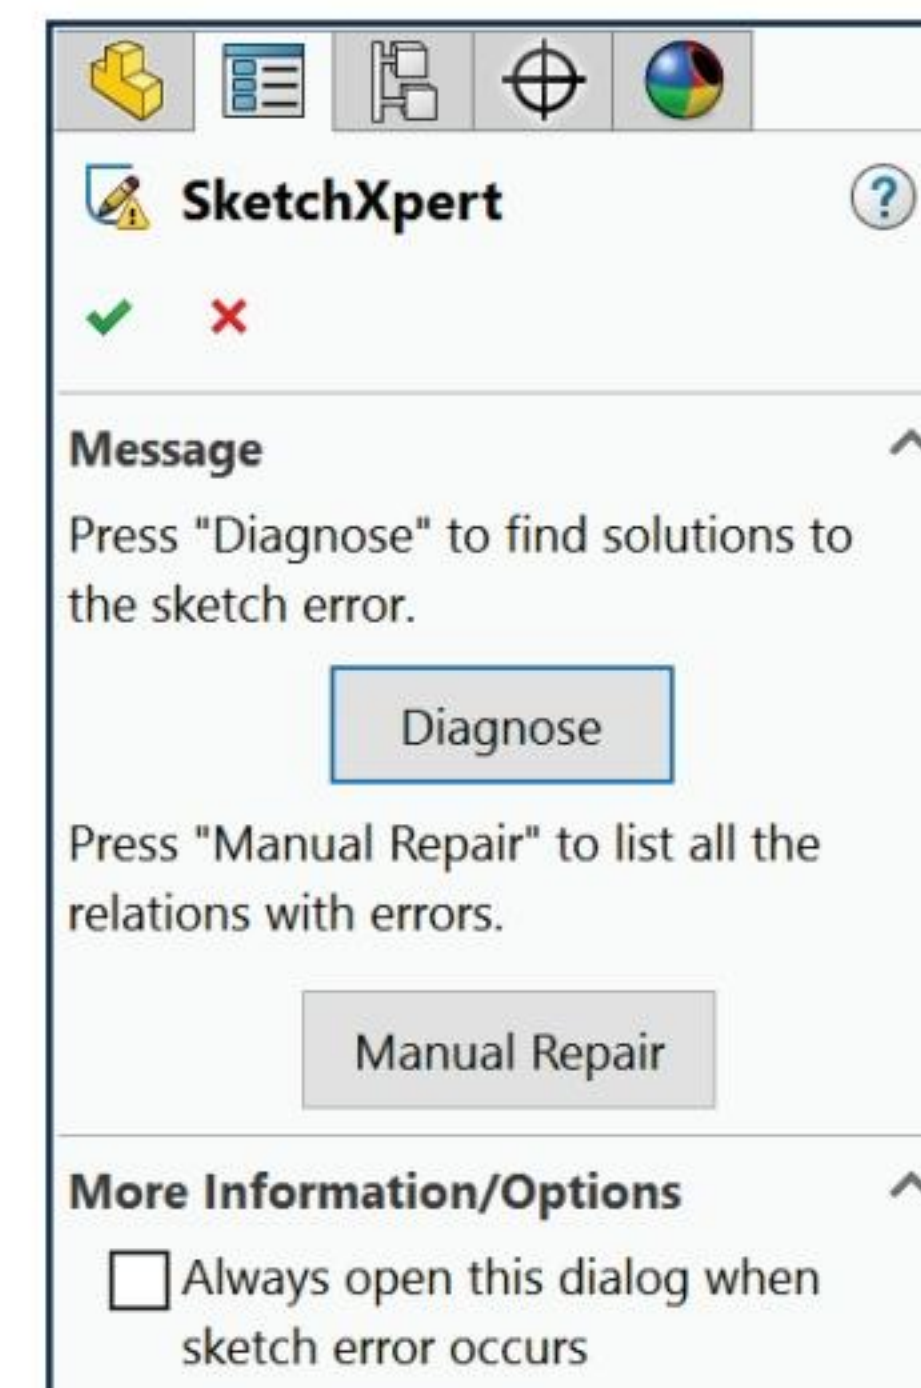 SketchXpert
?
Message
Press "Diagnose" to find solutions to
the sketch error.
Diagnose
Press "Manual Repair" to list all the
relations with errors.
Manual Repair
More Information/Options
Always open this dialog when
sketch error occurs